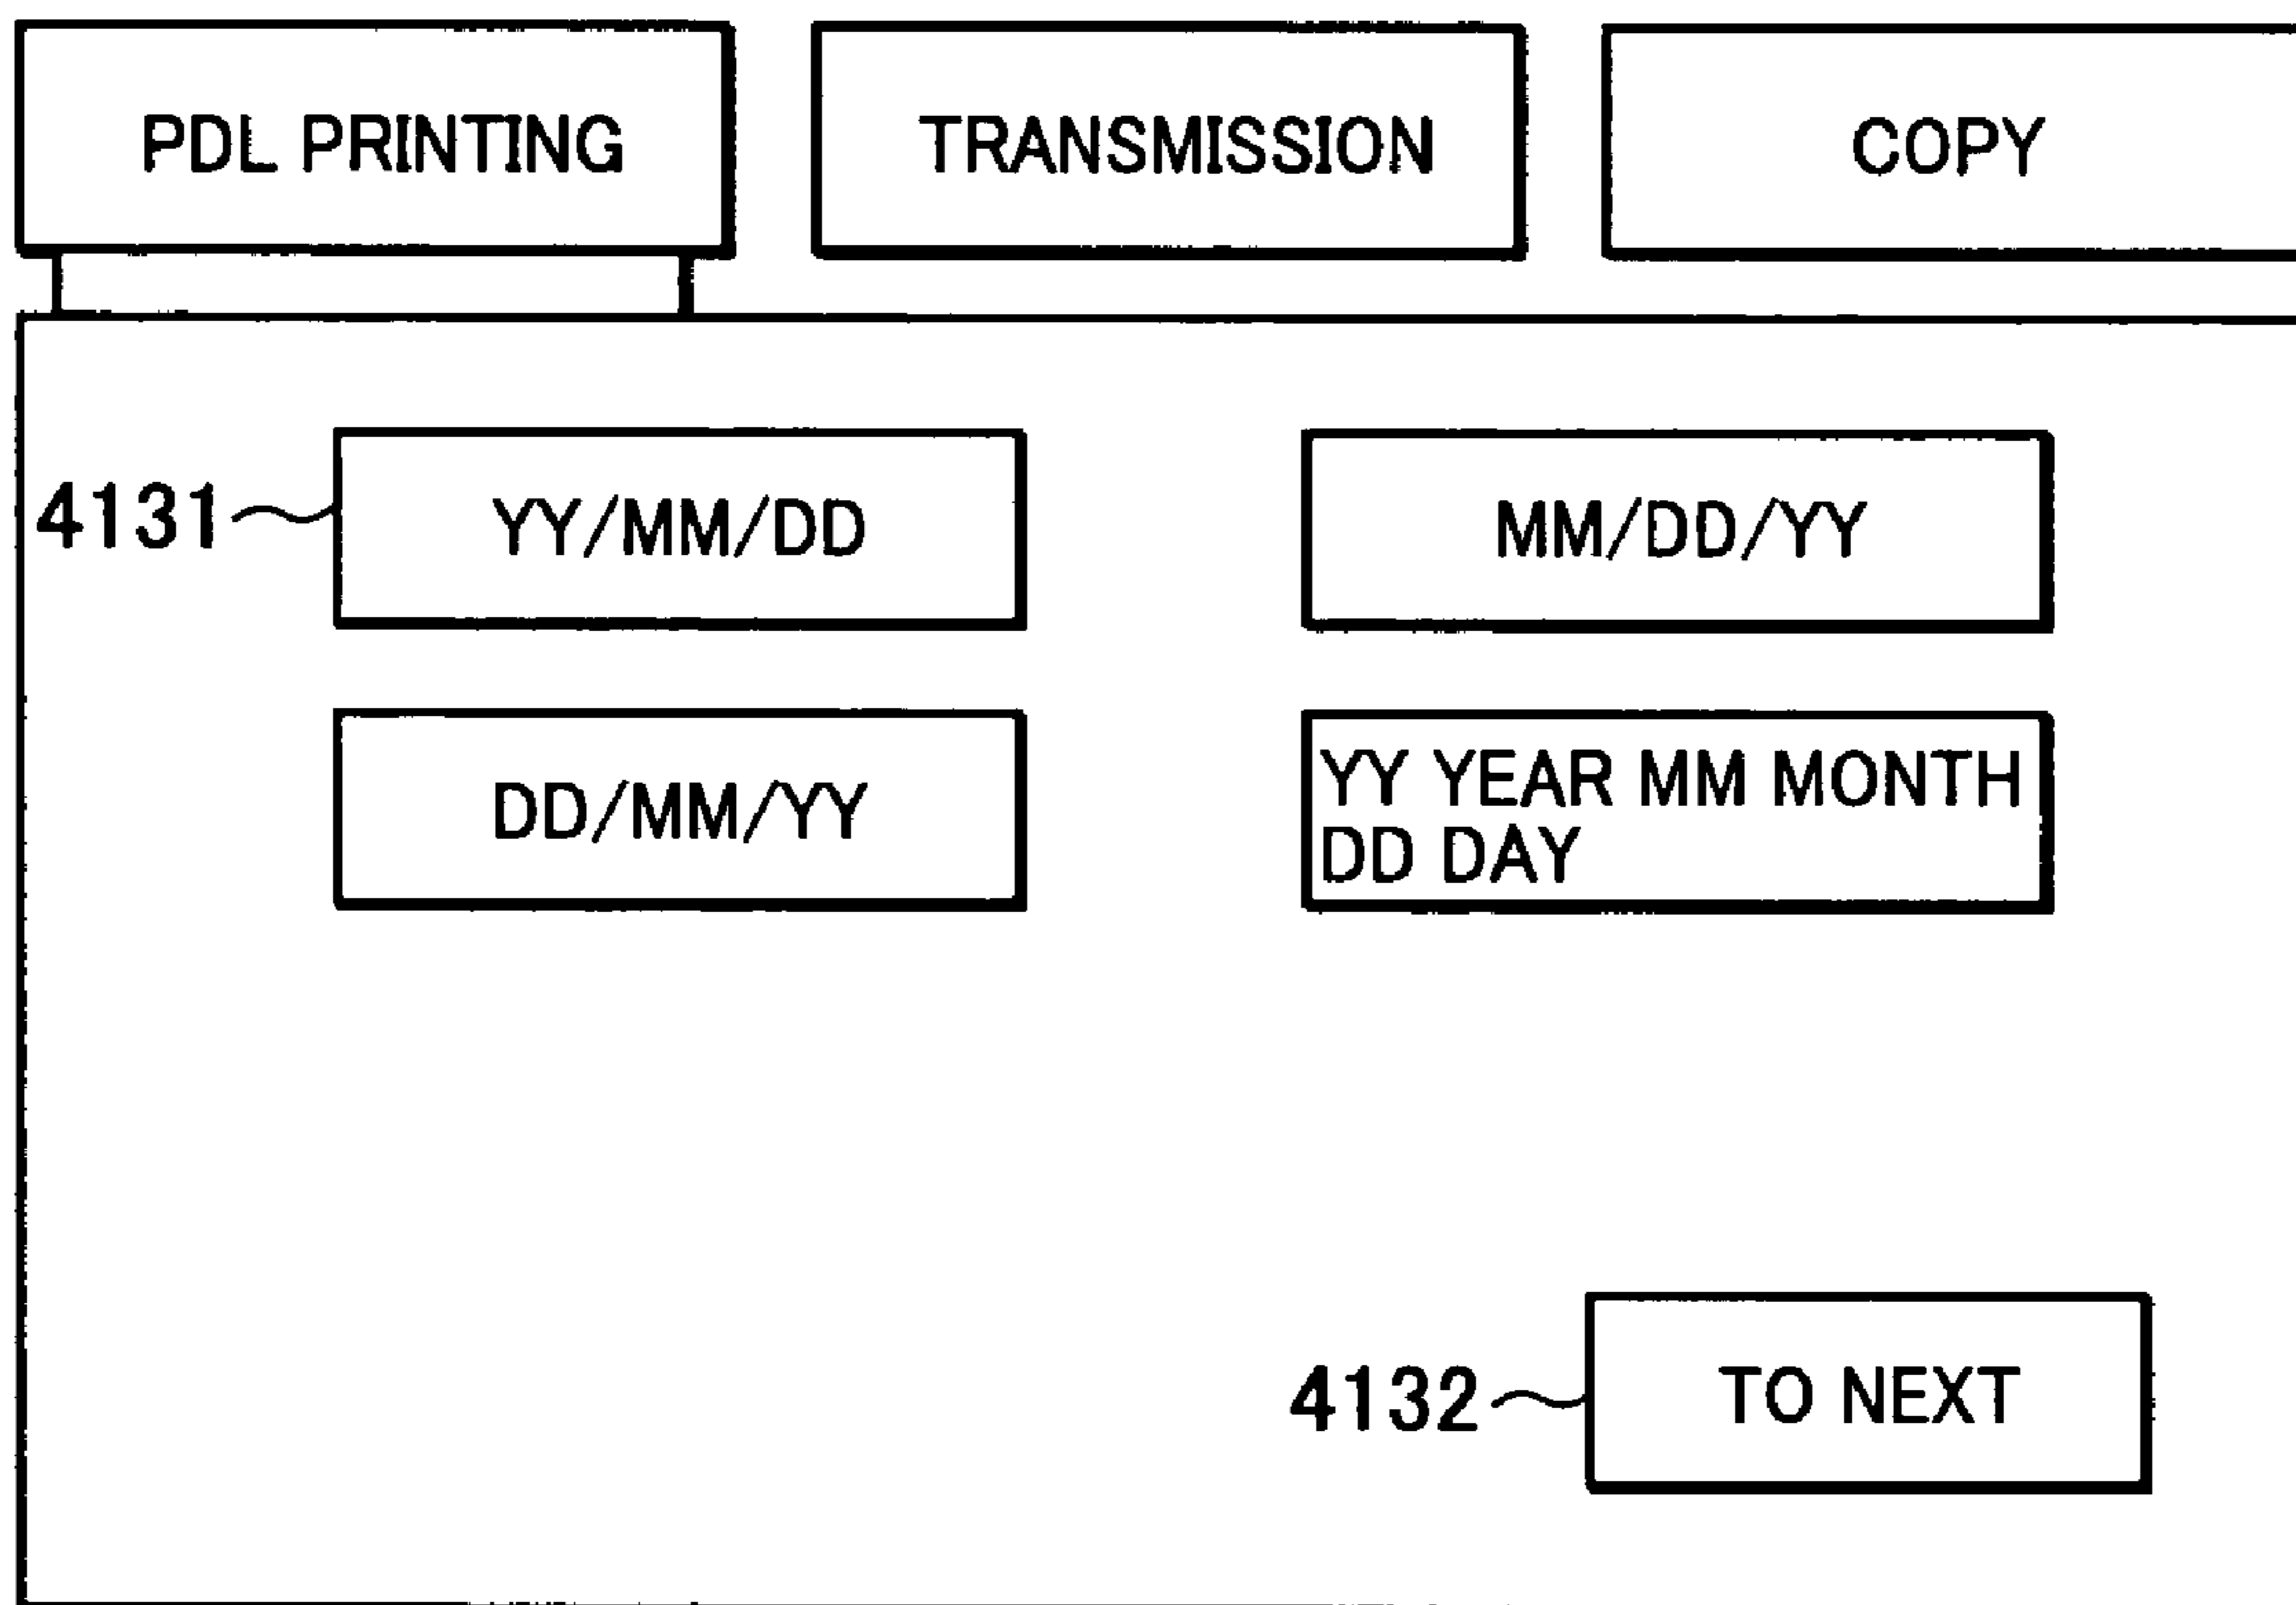 PDL PRINTING
TRANSMISSION
COPY
4131
YY/MM/DD
MM/DD/YY
DD/MM/YY
YY YEAR MM MONTH
DD DAY
4132
TO NEXT